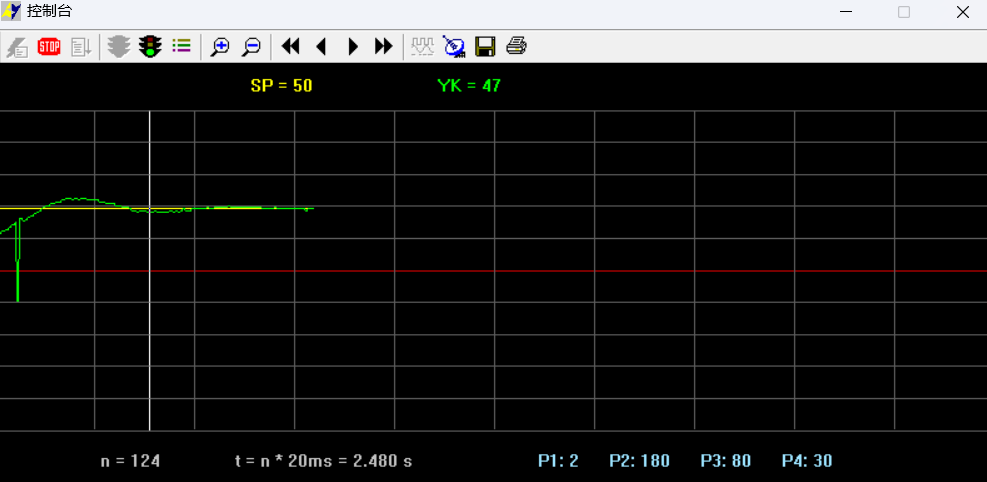 控制台
STOP
SP = 50 YK = 47
n = 124 t = n * 20ms = 2.480 s P1: 2 P2: 180 P3: 80 P4: 30